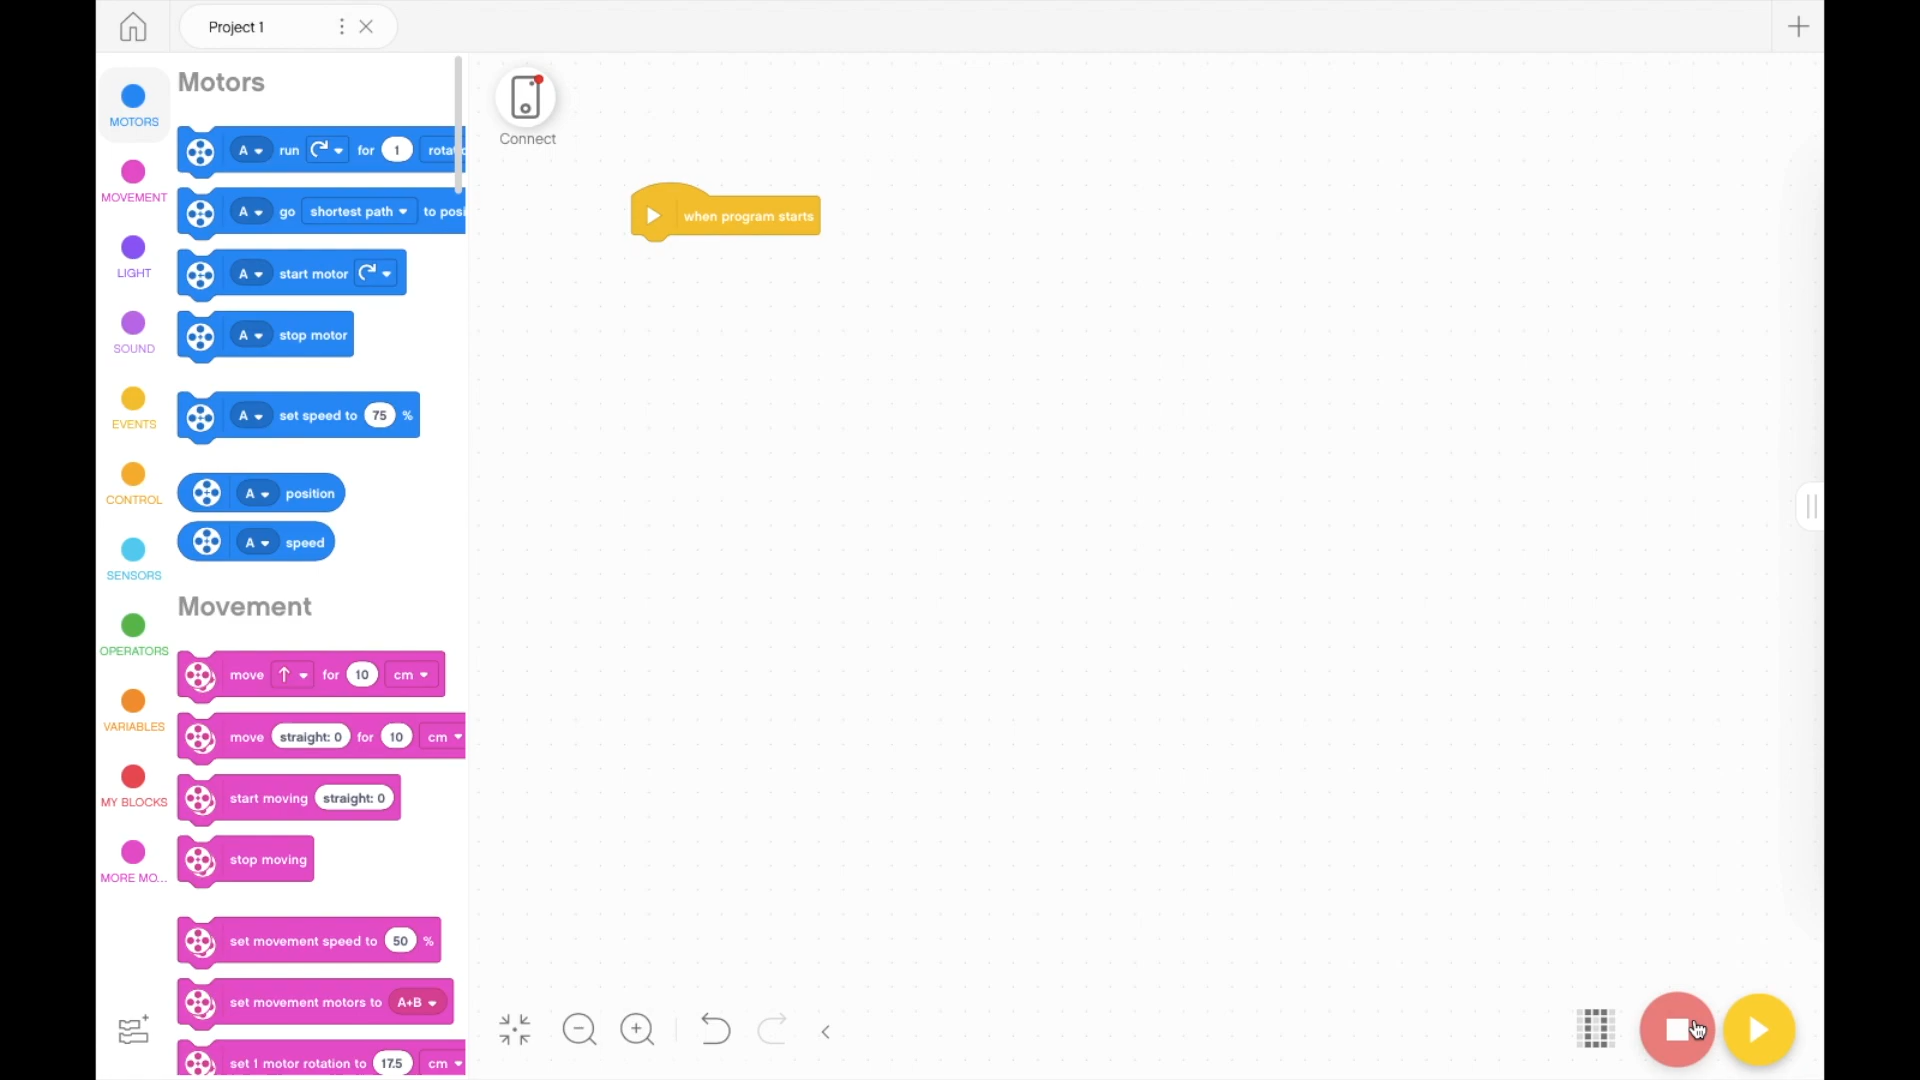 Project 1
Connect
MOTORS
MOVEMENT
LIGHT
SOUND
EVENTS
CONTROL
SENSORS
OPERATORS
VARIABLES
MY BLOCKS
MORE MO...
Motors
A run for 1
A go shortest path to
A start motor
A stop motor
A set speed to 75 %
A position
A speed
Movement
move for 10 cm
move straight: 0 for 10 cm
start moving straight: 0
stop moving
set movement speed to 50 %
set movement motors to A+B
set 1 motor rotation to 17.5 cm
when program starts